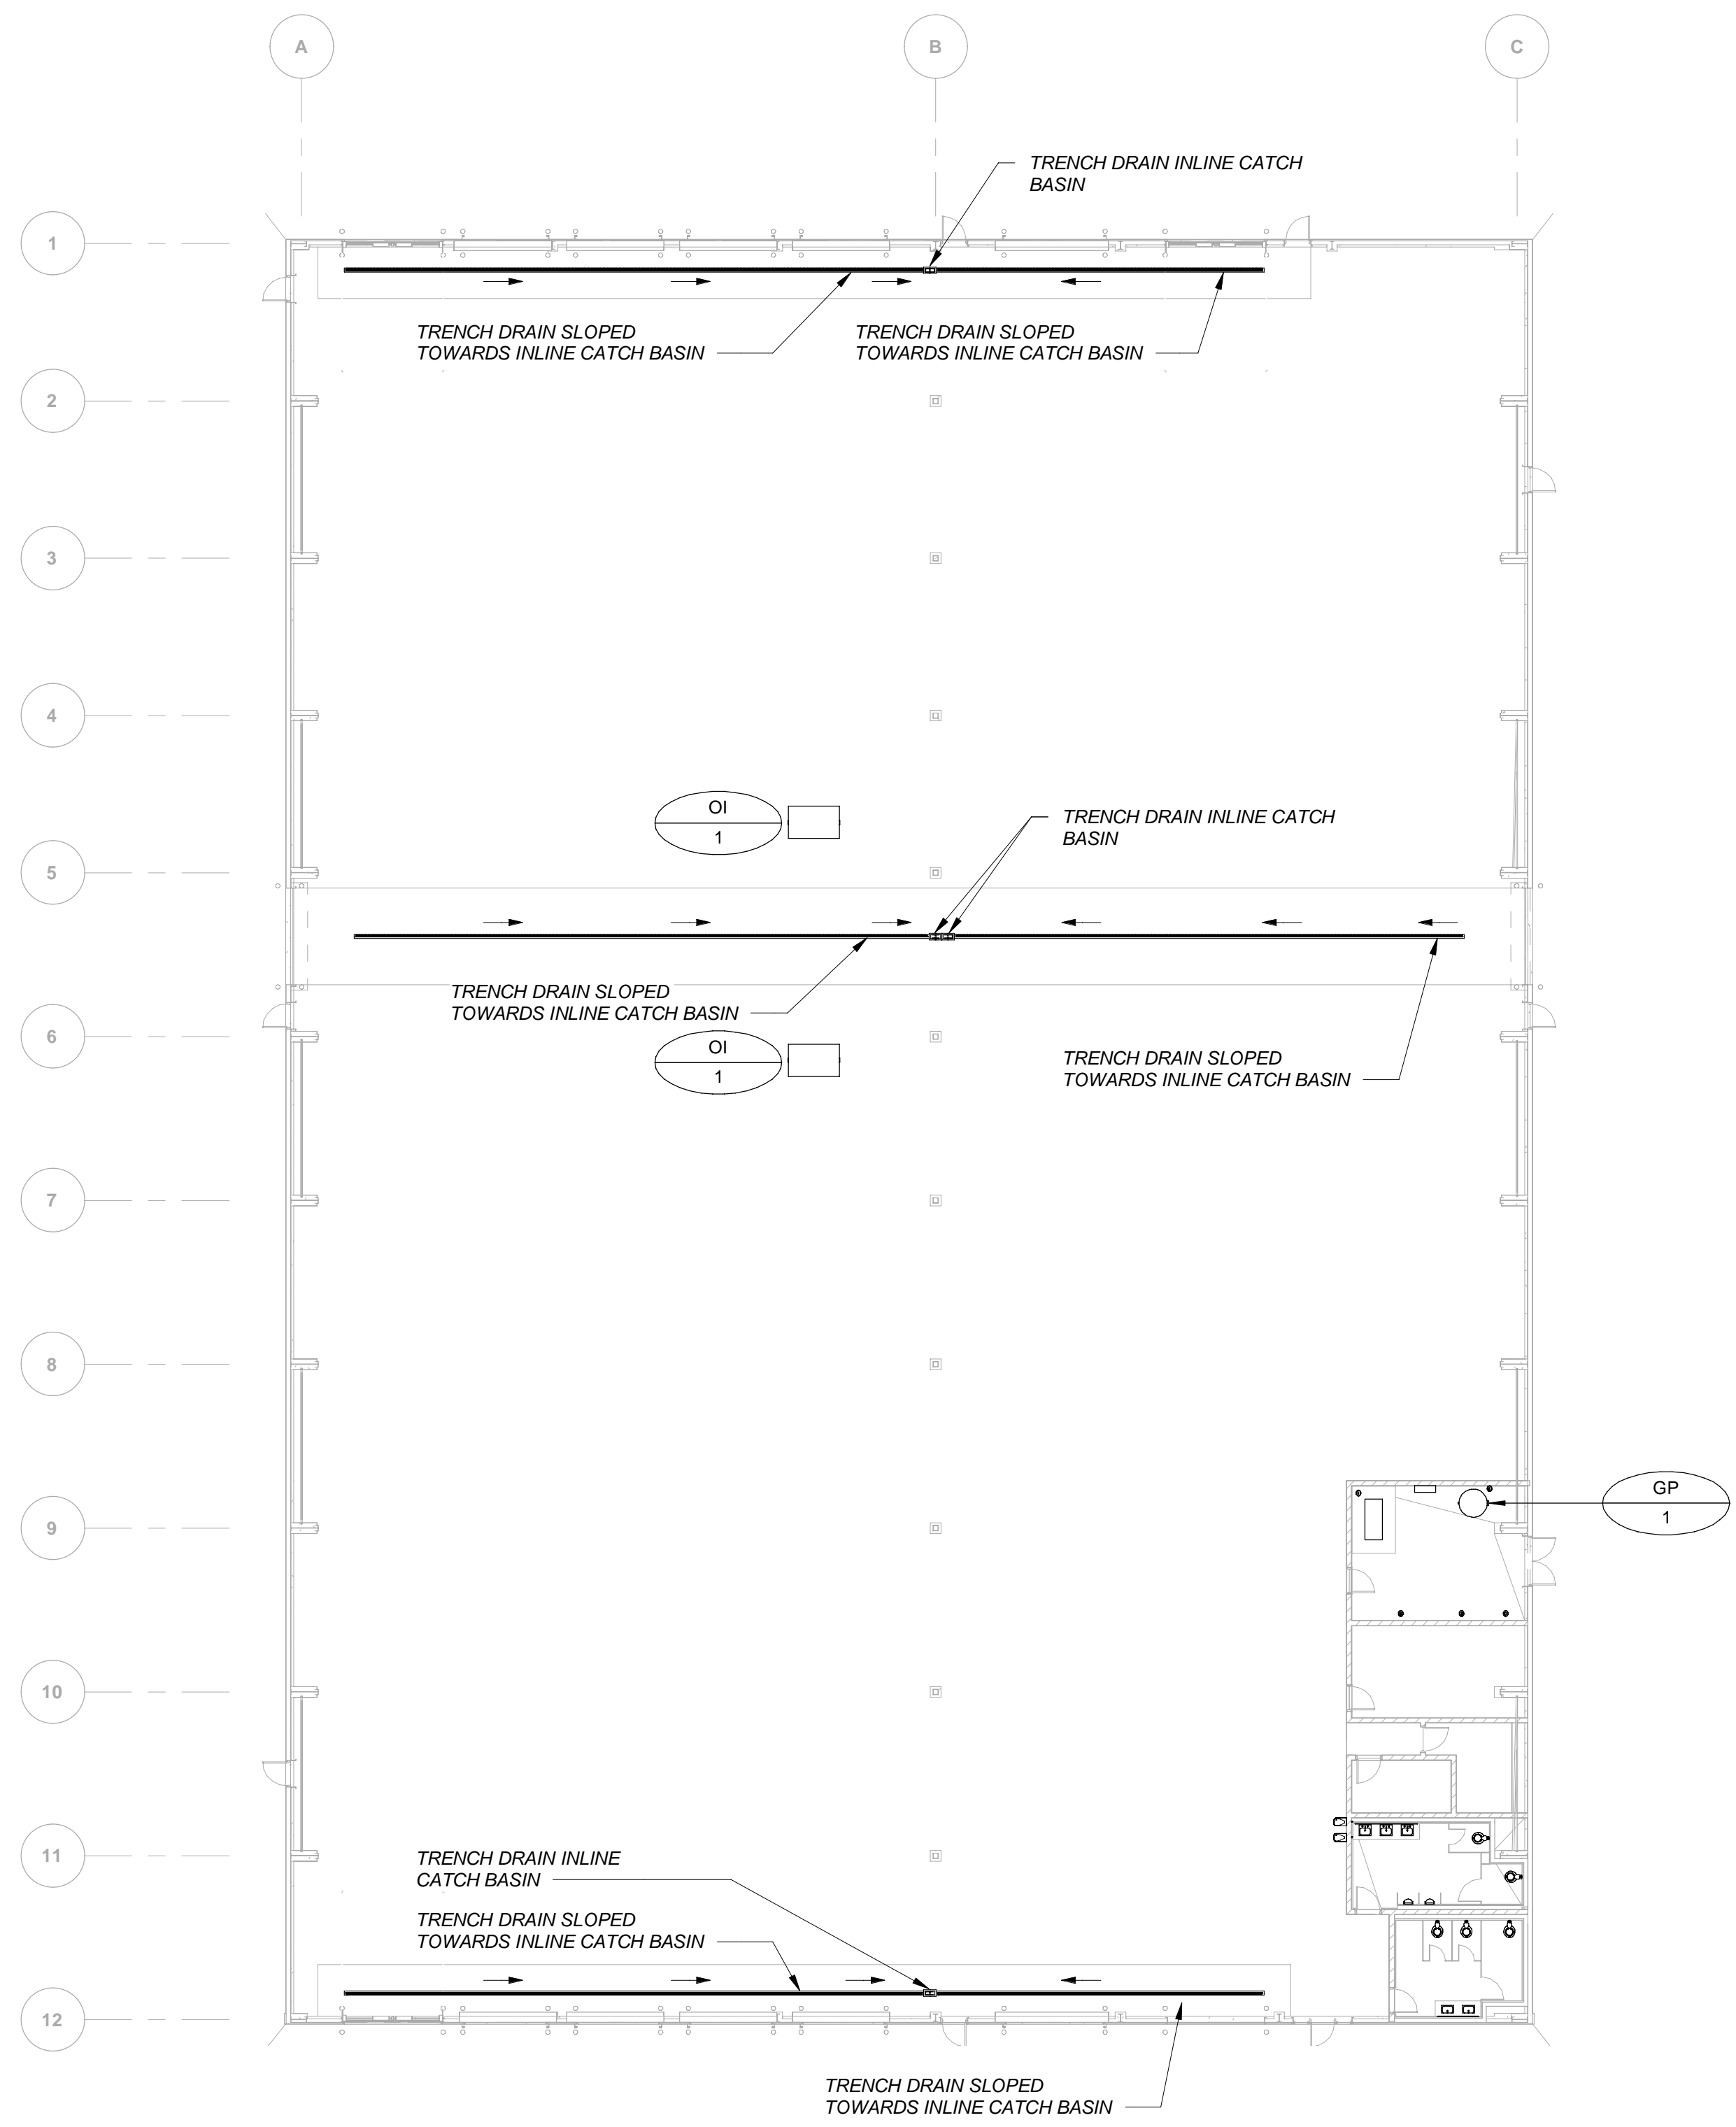 A
B
C
TRENCH DRAIN INLINE CATCH
BASIN
1
TRENCH DRAIN SLOPED
TOWARDS INLINE CATCH BASIN
TRENCH DRAIN SLOPED
TOWARDS INLINE CATCH BASIN
2
3
4
OI
1
TRENCH DRAIN INLINE CATCH
BASIN
5
TRENCH DRAIN SLOPED
TOWARDS INLINE CATCH BASIN
6
OI
1
TRENCH DRAIN SLOPED
TOWARDS INLINE CATCH BASIN
7
8
GP
1
9
10
11
TRENCH DRAIN INLINE
CATCH BASIN
TRENCH DRAIN SLOPED
TOWARDS INLINE CATCH BASIN
12
TRENCH DRAIN SLOPED
TOWARDS INLINE CATCH BASIN